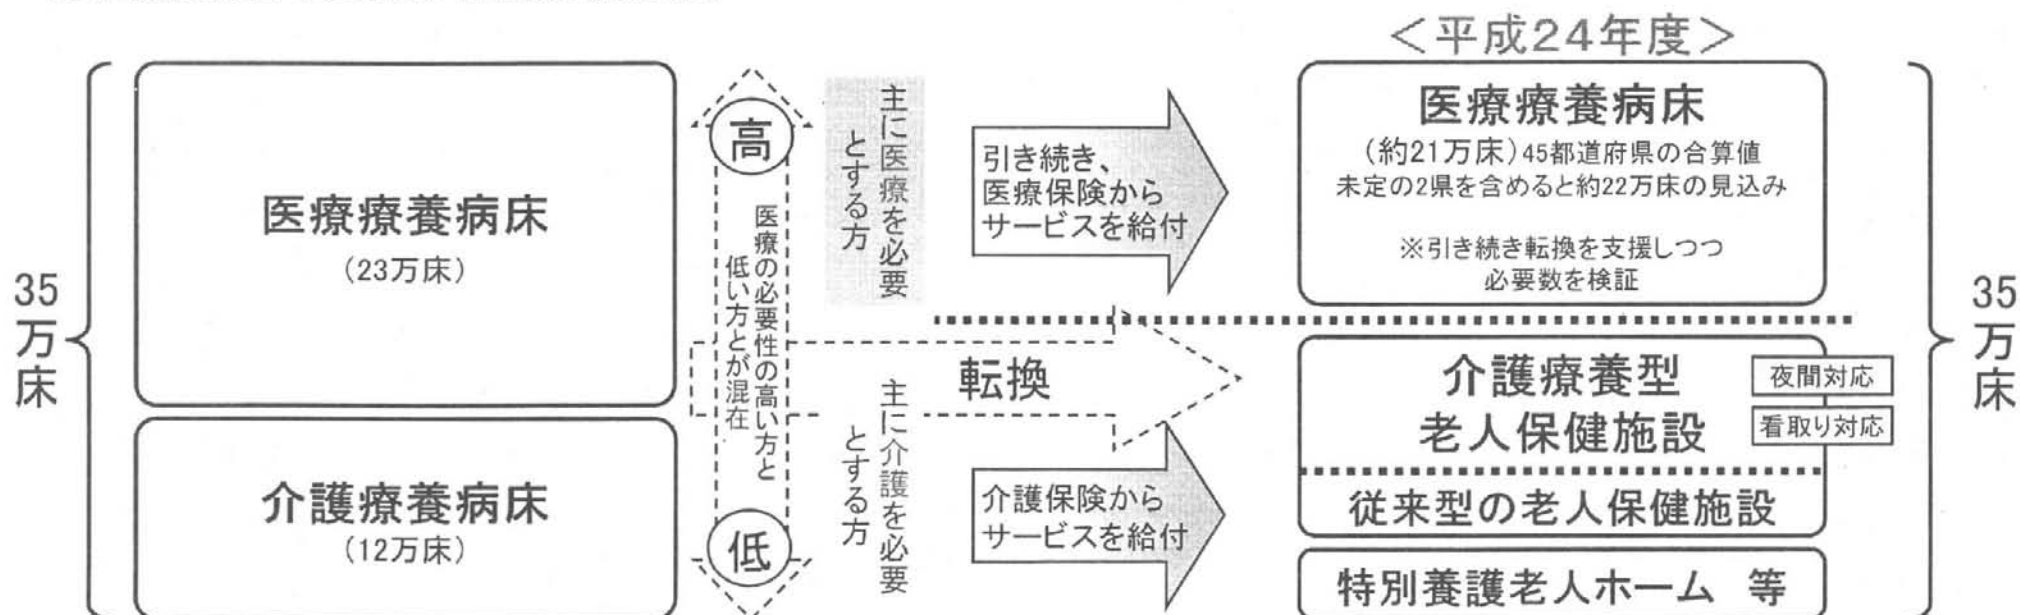 <平成24年度>
35
万
床
医療療養病床
(23万床)
介護療養病床
(12万床)
高
医療の必要性の高い方と
低い方とが混在
低
主に医療を必要
とする方
主に介護を必要
とする方
引き続き、
医療保険から
サービスを給付
転換
介護保険から
サービスを給付
医療療養病床
(約21万床)45都道府県の合算値
未定の2県を含めると約22万床の見込み
※引き続き転換を支援しつつ
必要数を検証
介護療養型
老人保健施設
夜間対応
看取り対応
従来型の老人保健施設
特別養護老人ホーム 等
35
万
床